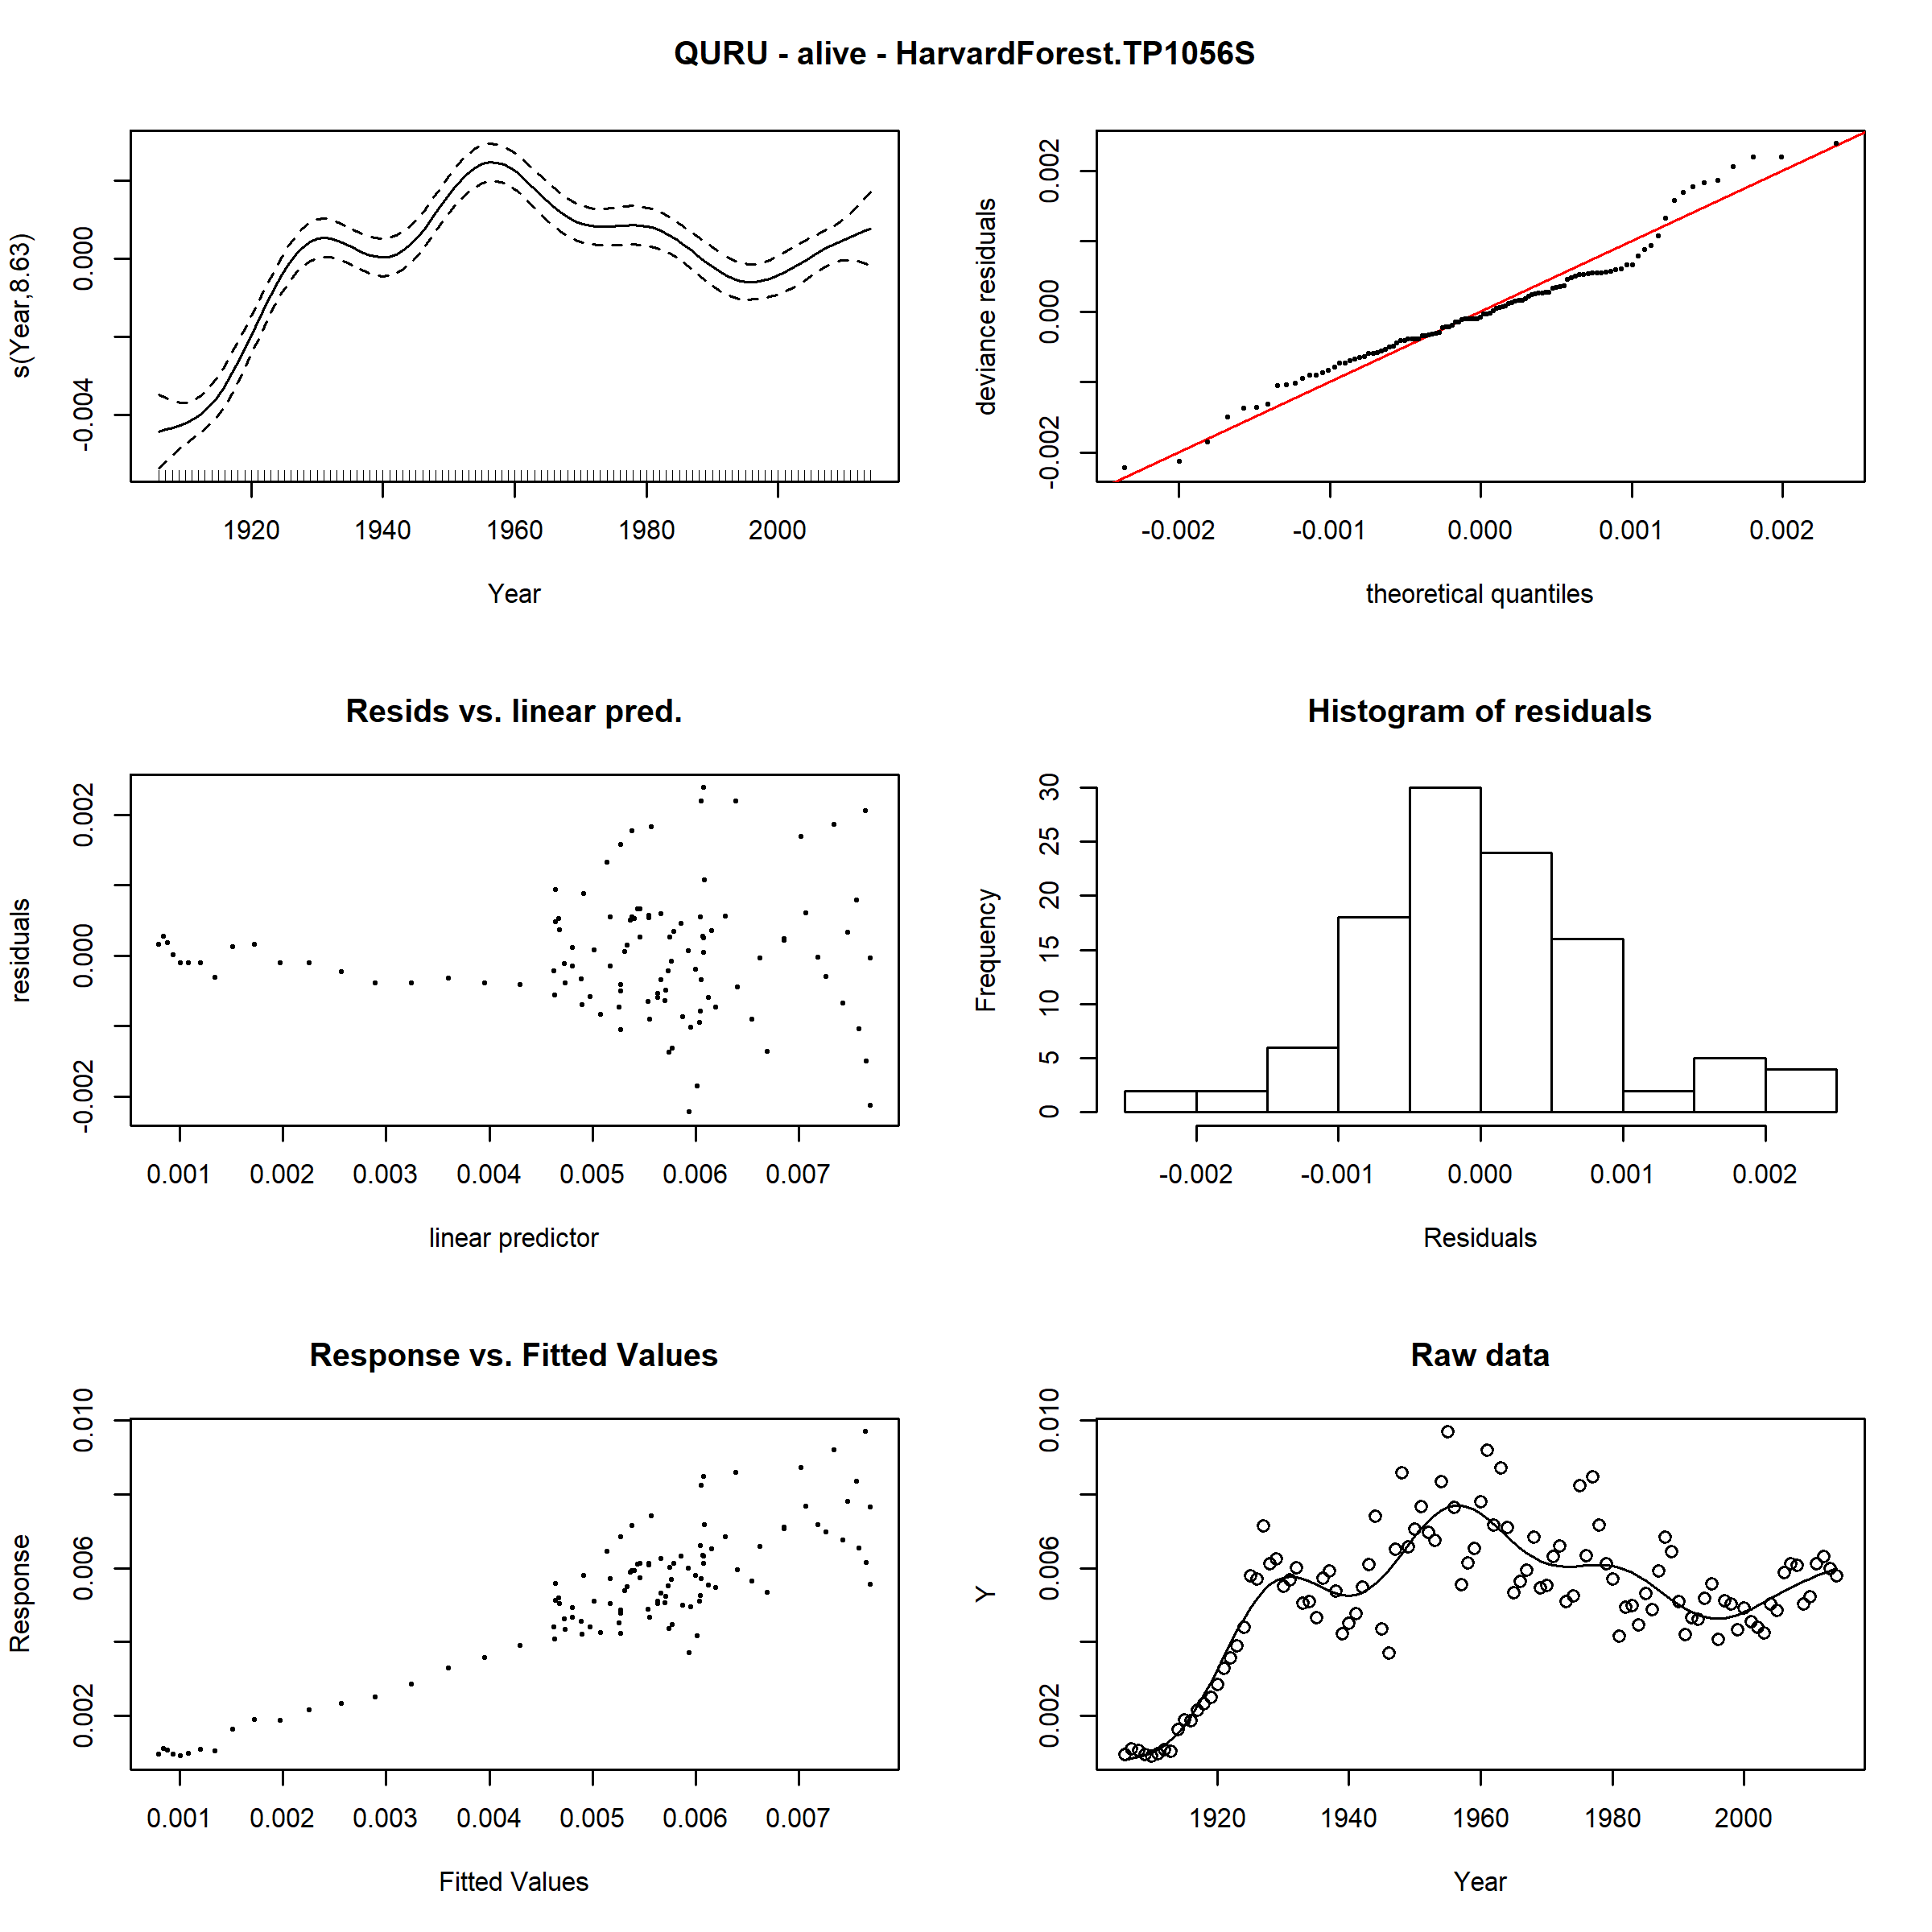 QURU - alive - HarvardForest.TP1056S
s(Year,8.63)
0.000
-0.004
1920 1940 1960 1980 2000
Year
deviance residuals
0.002
0.000
-0.002
-0.002 -0.001 0.000 0.001 0.002
theoretical quantiles
Resids vs. linear pred.
residuals
0.002
0.000
-0.002
0.001 0.002 0.003 0.004 0.005 0.006 0.007
linear predictor
Histogram of residuals
Frequency
30
25
20
15
10
5
0
-0.002 -0.001 0.000 0.001 0.002
Residuals
Response vs. Fitted Values
Response
0.010
0.006
0.002
0.001 0.002 0.003 0.004 0.005 0.006 0.007
Fitted Values
Raw data
Y
0.010
0.006
0.002
1920 1940 1960 1980 2000
Year